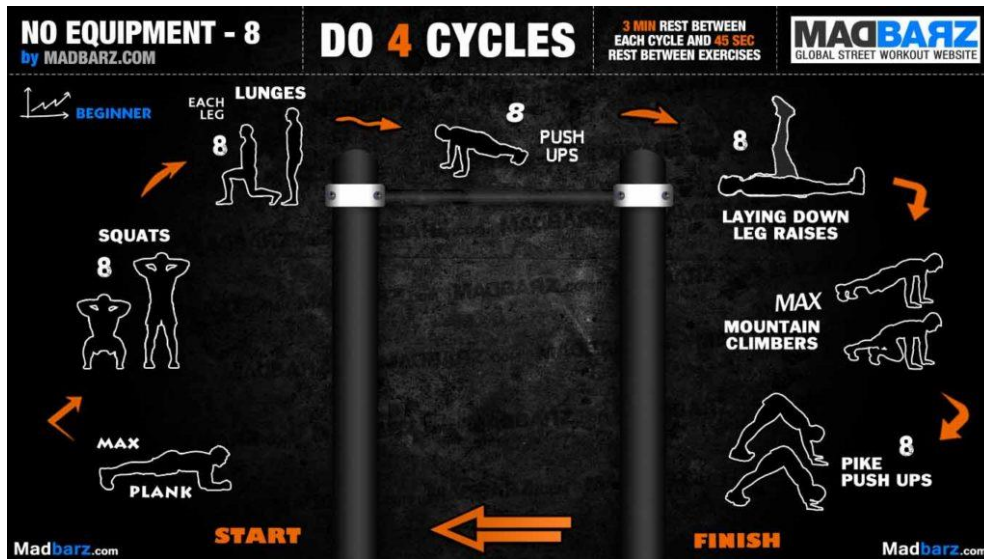 NO EQUIPMENT - 8
by MADBARZ.COM
DO 4 CYCLES
3 MIN REST BETWEEN
EACH CYCLE AND 45 SEC
REST BETWEEN EXERCISES
MADBARZ
GLOBAL STREET WORKOUT WEBSITE
BEGINNER
START
MAX
PLANK
SQUATS
8
LUNGES
EACH
LEG
8
8
PUSH
UPS
8
LAYING DOWN
LEG RAISES
MAX
MOUNTAIN
CLIMBERS
8
PIKE
PUSH UPS
FINISH
Madbarz.com
Madbarz.com